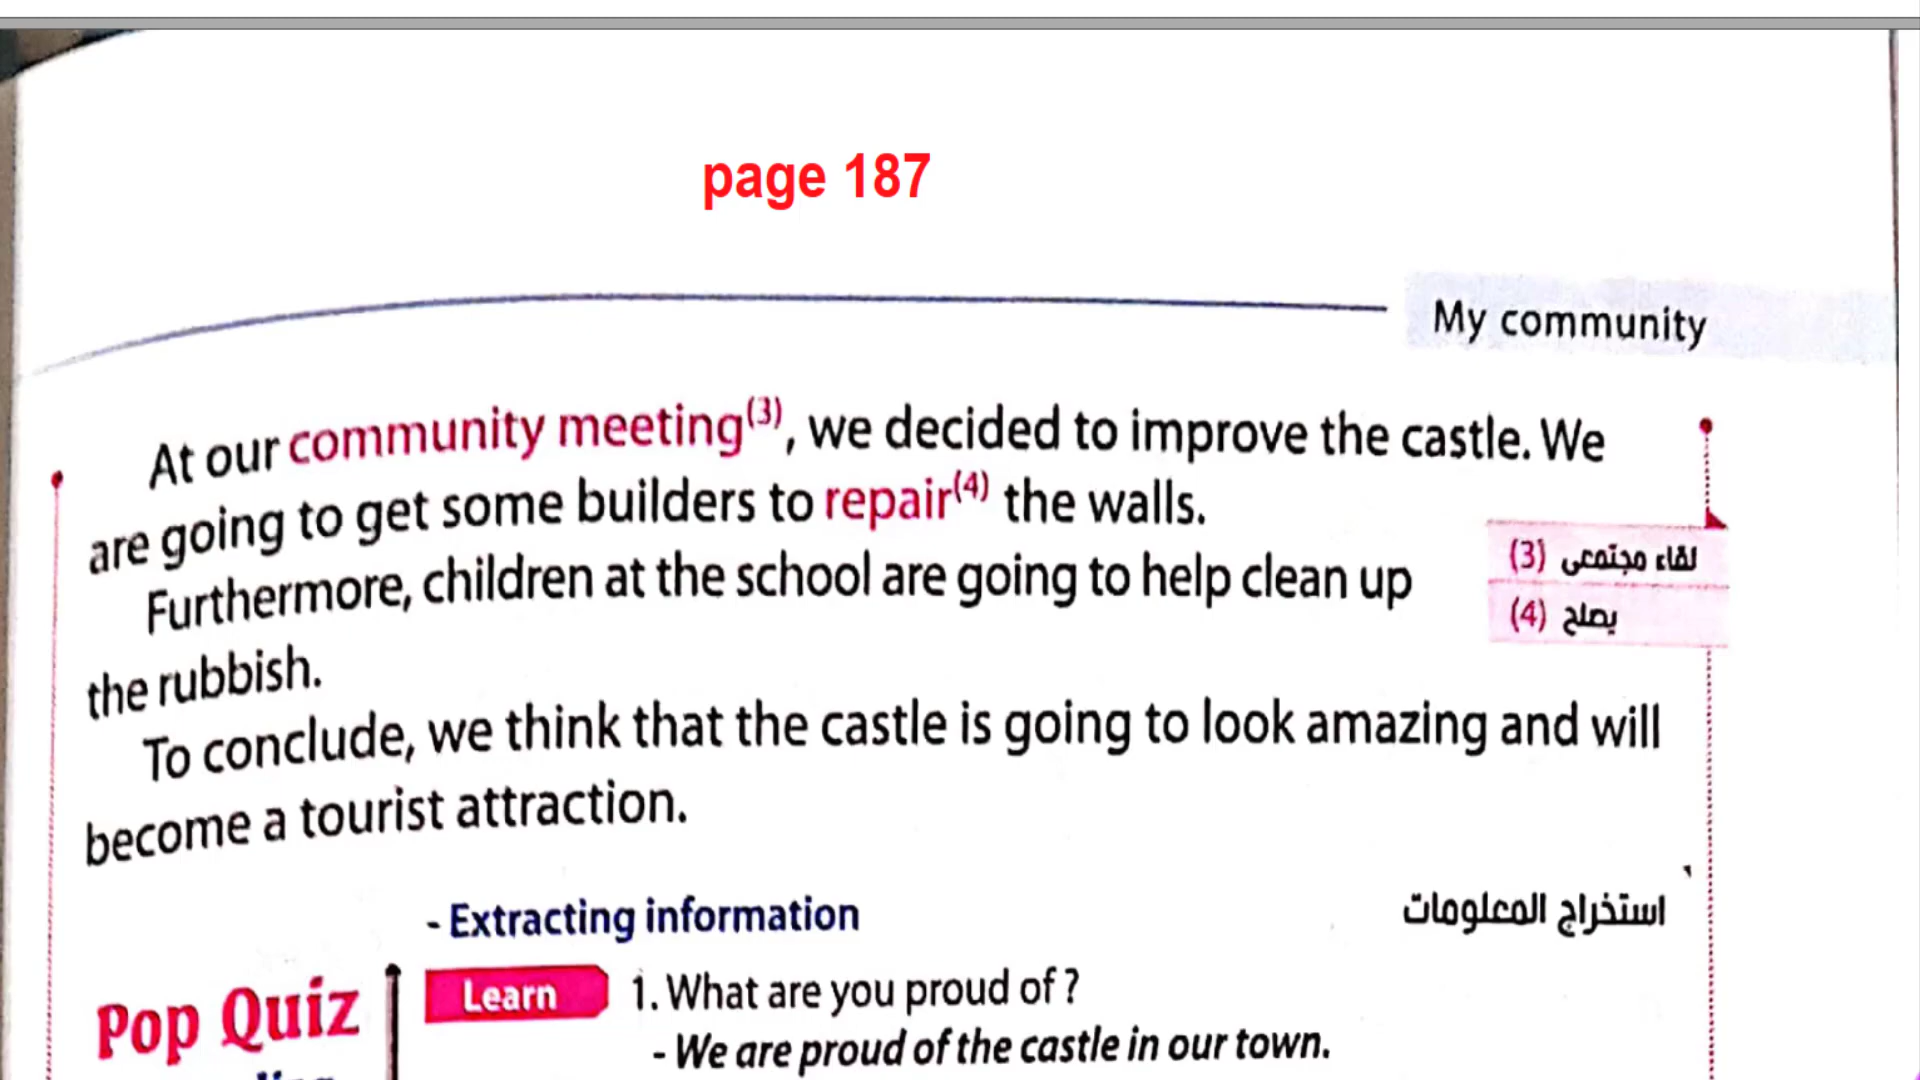 page 187
My community
At our community meeting(3), we decided to improve the castle. We
are going to get some builders to repair(4) the walls.
(3) لقاء مجتمعى
Furthermore, children at the school are going to help clean up
(4) يصلح
the rubbish.
To conclude, we think that the castle is going to look amazing and will
become a tourist attraction.
- Extracting information استخراج المعلومات
Pop Quiz
Learn 1. What are you proud of ?
- We are proud of the castle in our town.